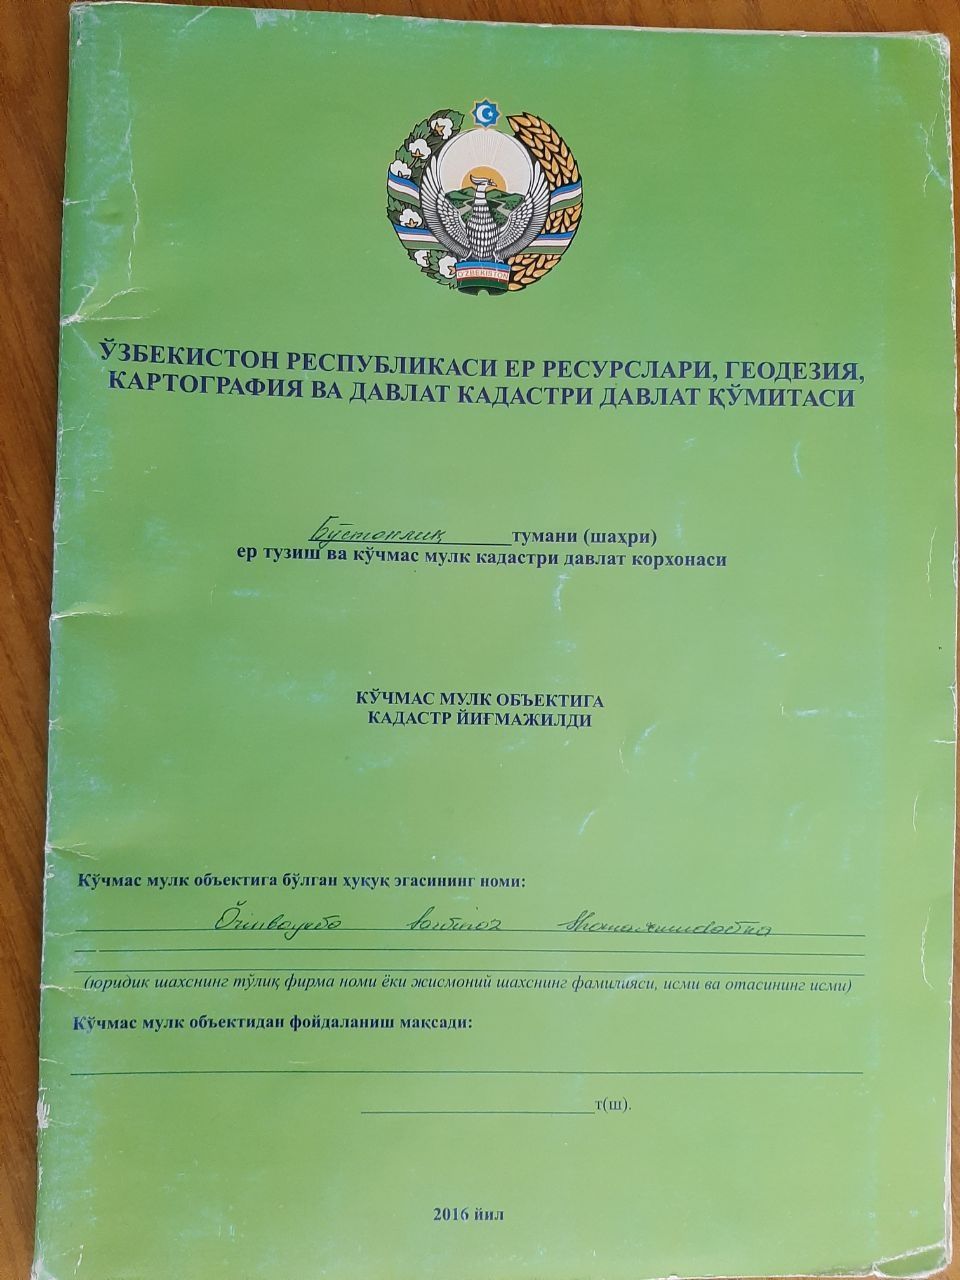 O'ZBEKISTON
ЎЗБЕКИСТОН РЕСПУБЛИКАСИ ЕР РЕСУРСЛАРИ, ГЕОДЕЗИЯ,
КАРТОГРАФИЯ ВА ДАВЛАТ КАДАСТРИ ДАВЛАТ ҚЎМИТАСИ
Бўстонлиқ тумани (шаҳри)
ер тузиш ва кўчмас мулк кадастри давлат корхонаси
КЎЧМАС МУЛК ОБЪЕКТИГА
КАДАСТР ЙИҒМАЖИЛДИ
Кўчмас мулк объектига бўлган ҳуқуқ эгасининг номи:
(юридик шахснинг тўлиқ фирма номи ёки жисмоний шахснинг фамилияси, исми ва отасининг исми)
Кўчмас мулк объектидан фойдаланиш мақсади:
т(ш).
2016 йил